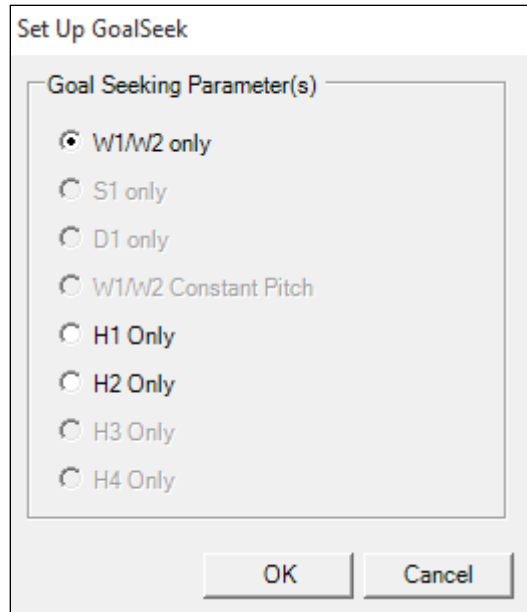 Set Up GoalSeek
Goal Seeking Parameter(s)
W1/W2 only
S1 only
D1 only
W1/W2 Constant Pitch
H1 Only
H2 Only
H3 Only
H4 Only
OK Cancel